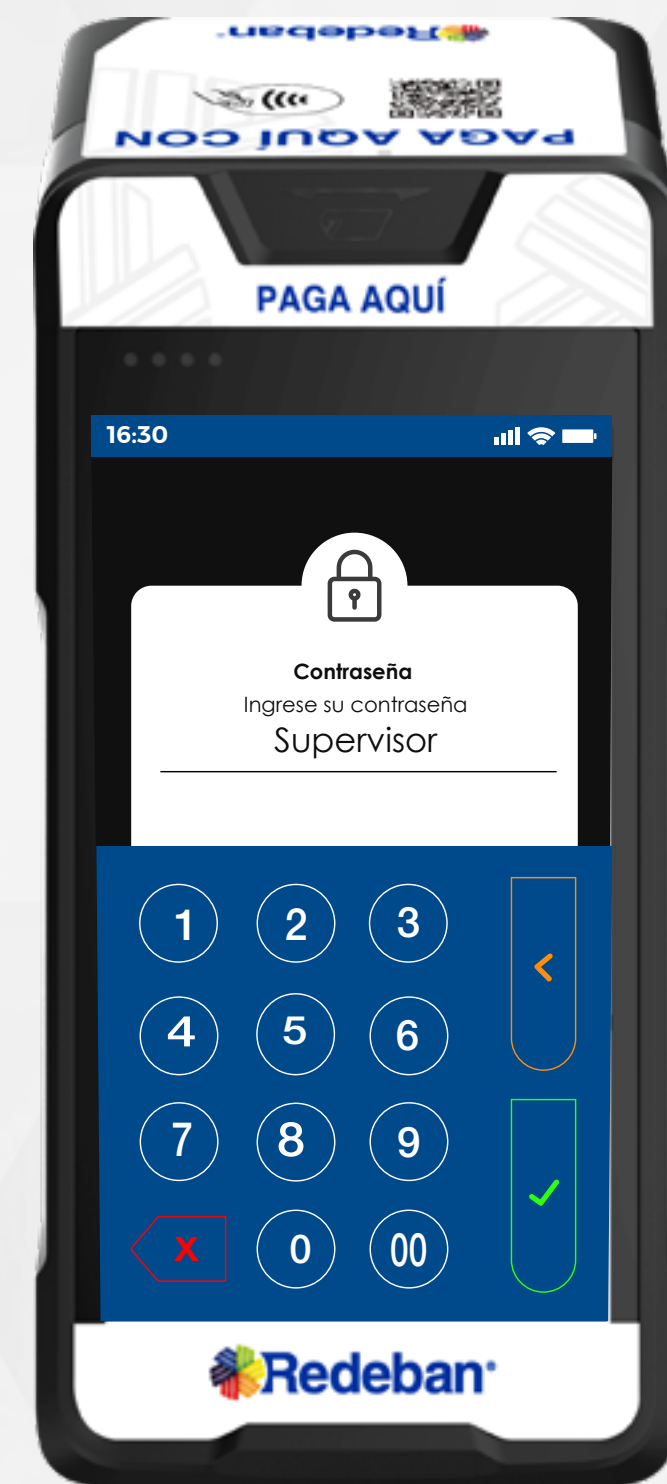 Redeban
PAGA AQUÍ CON
PAGA AQUÍ
16:30
Contraseña
Ingrese su contraseña
Supervisor
1 2 3
4 5 6
7 8 9
X 0 00
Redeban